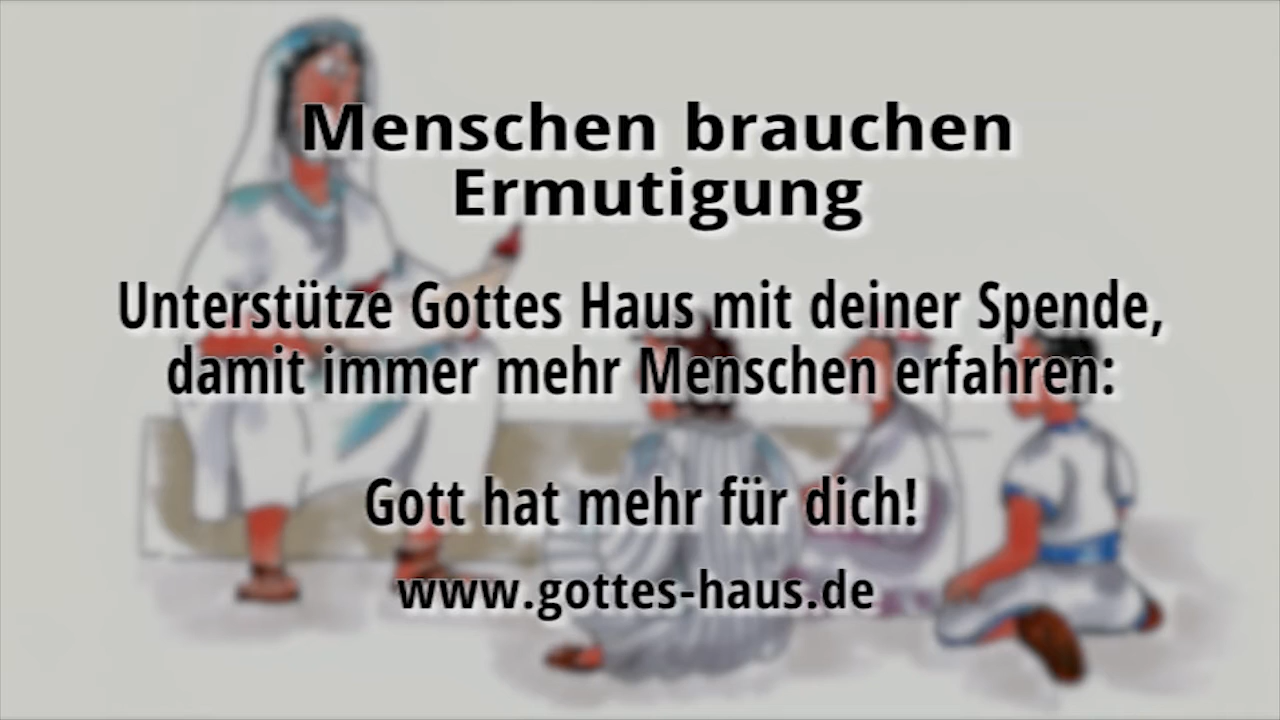 Menschen brauchen
Ermutigung
Unterstütze Gottes Haus mit deiner Spende,
damit immer mehr Menschen erfahren:
Gott hat mehr für dich!
www.gottes-haus.de